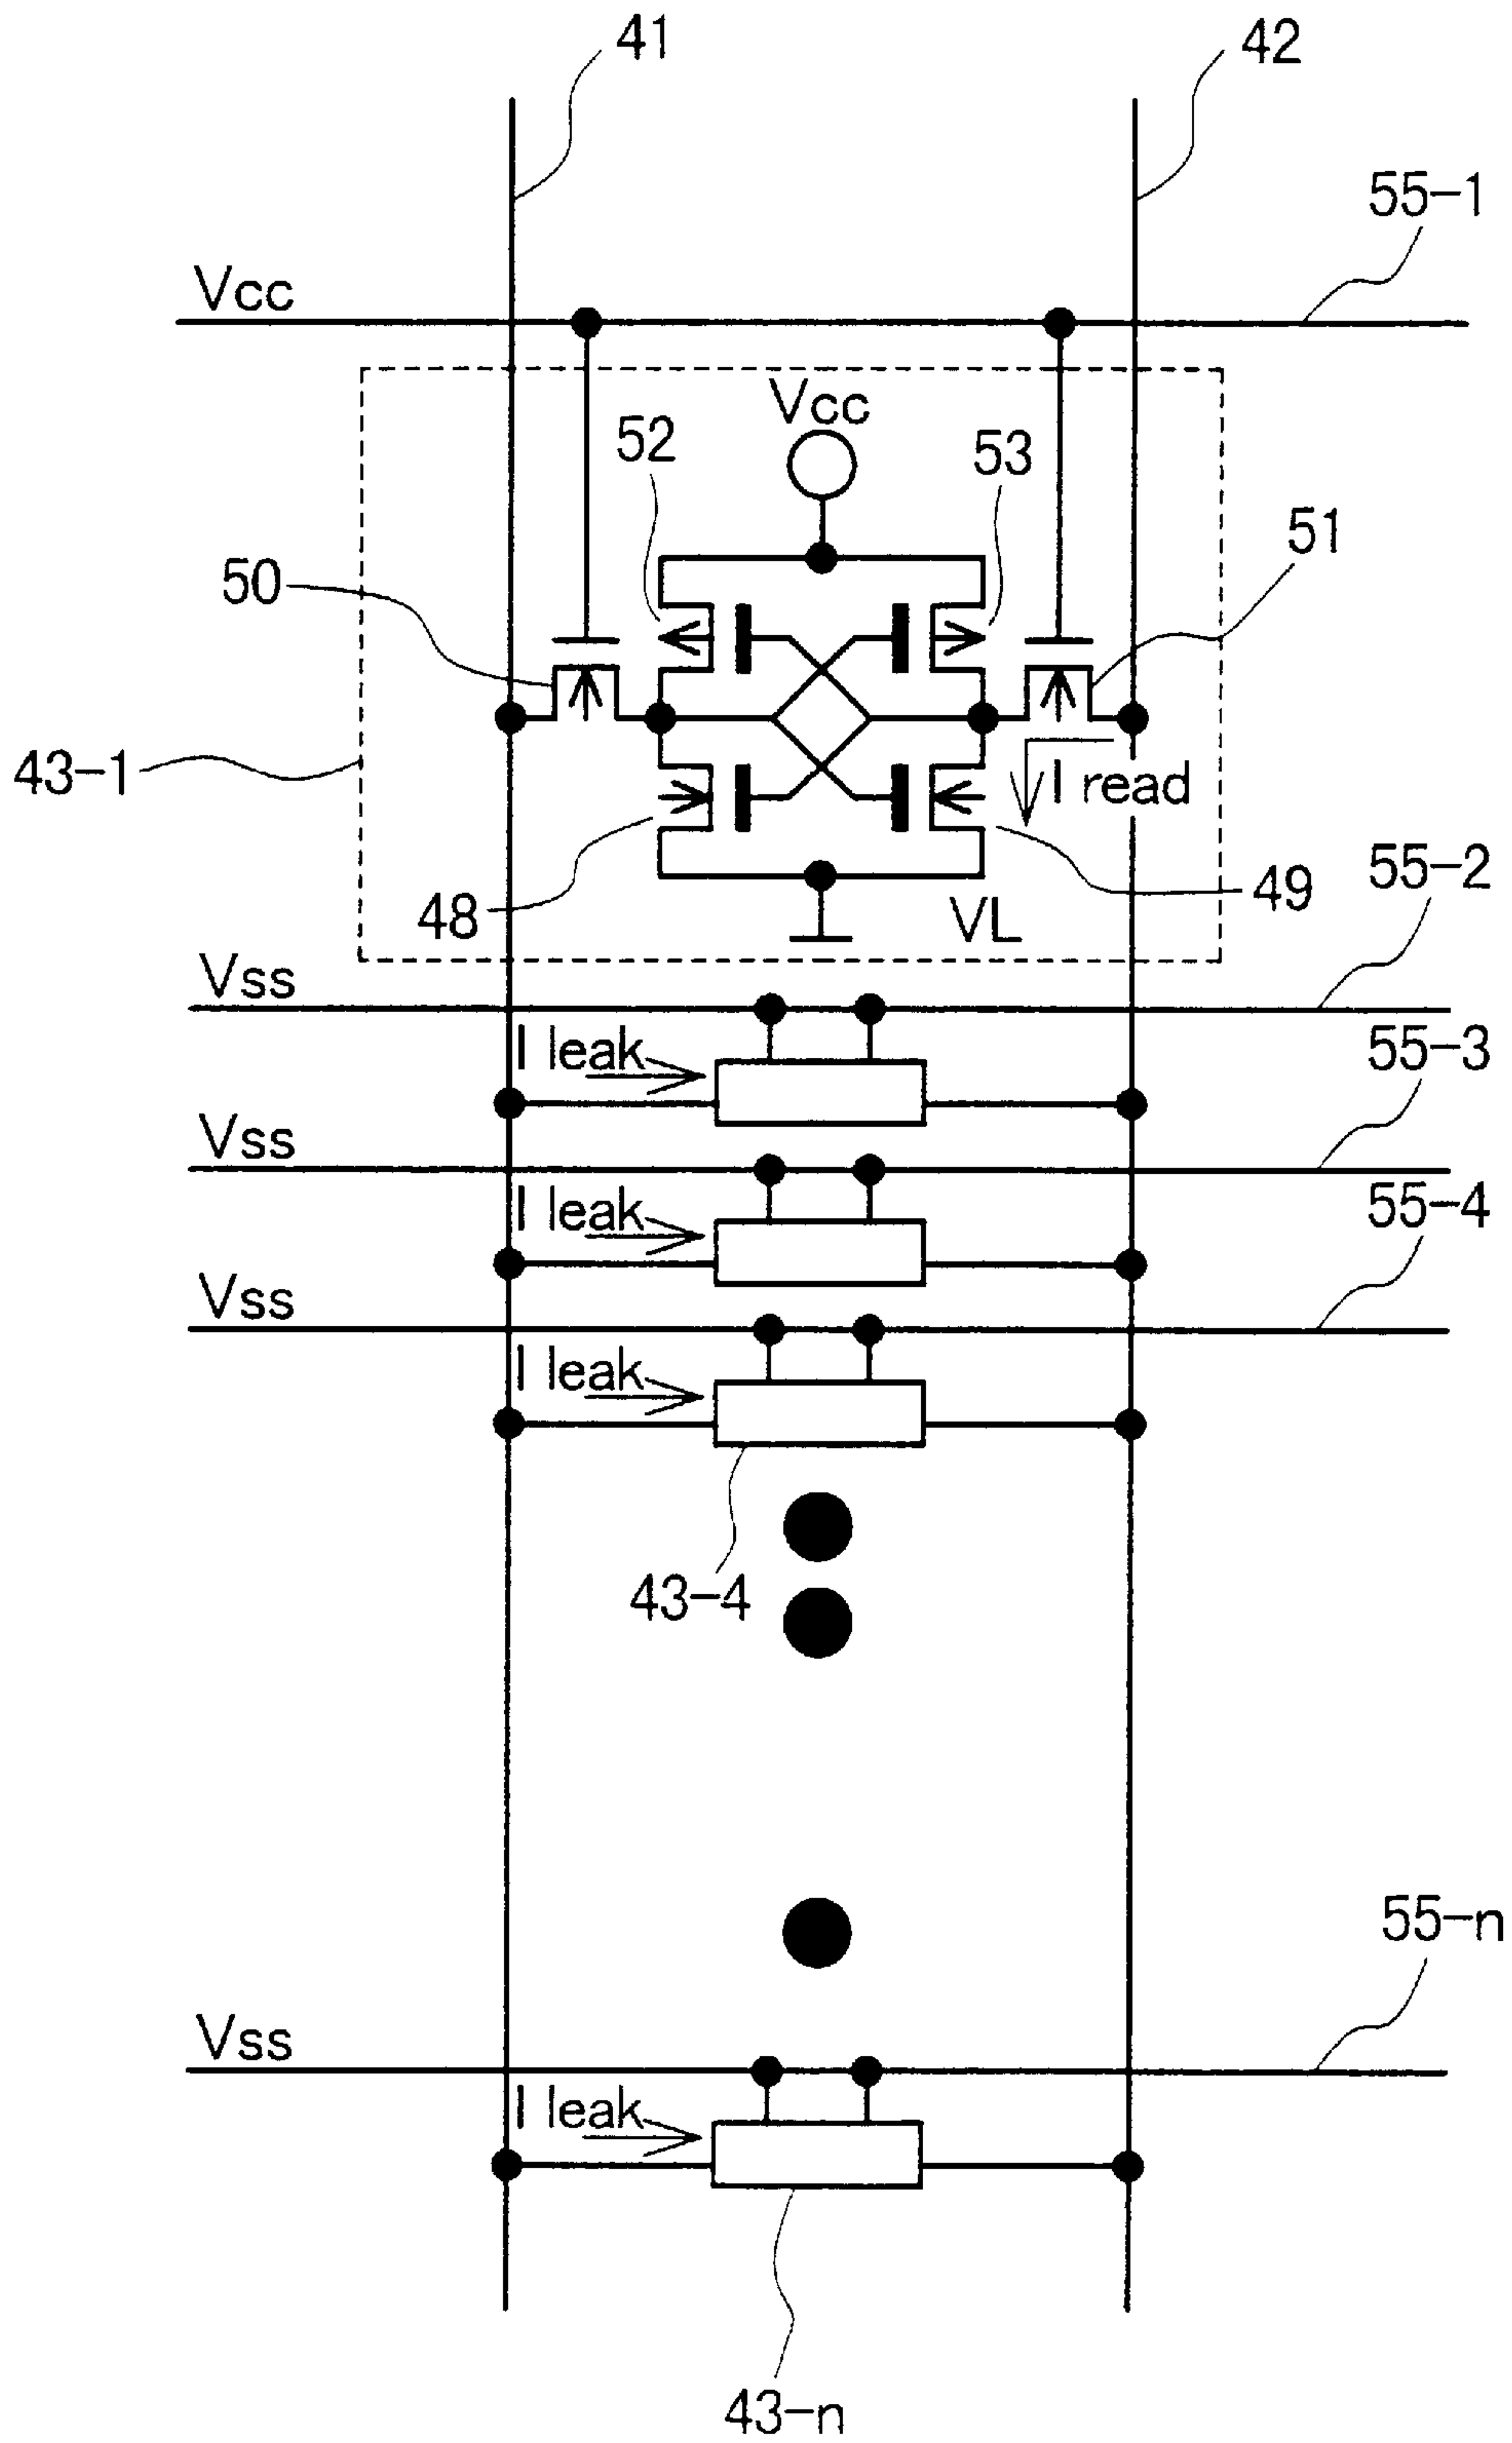 41
42
55-1
Vcc
Vcc
52
53
51
50
43-1
I read
48
49
VL
55-2
Vss
I leak
55-3
Vss
I leak
55-4
Vss
I leak
43-4
55-n
Vss
I leak
43-n